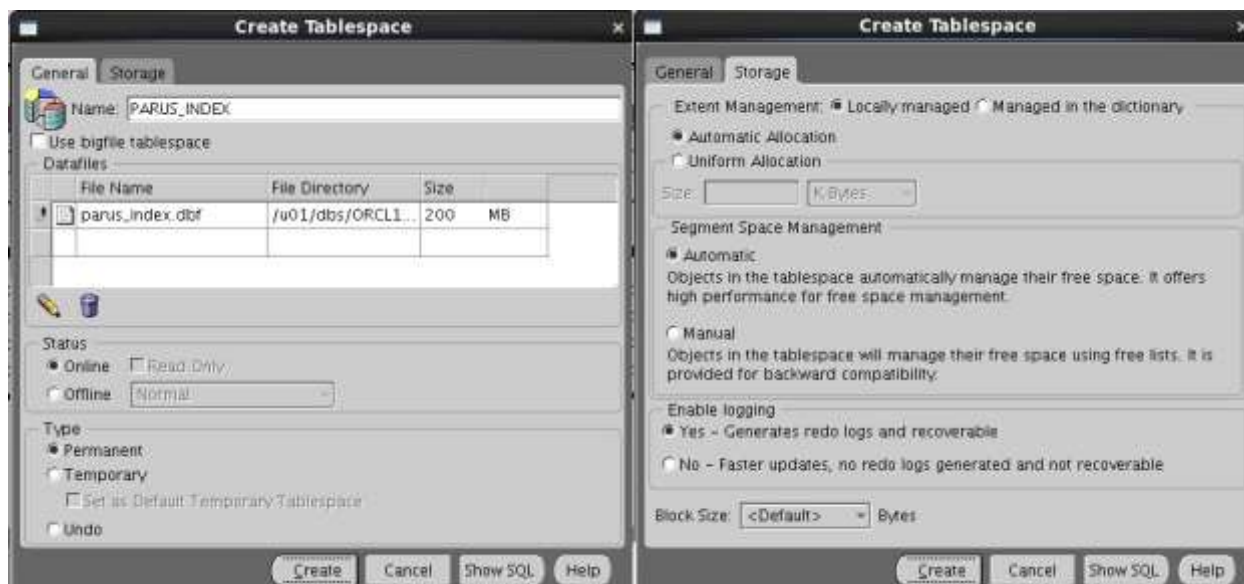 Create Tablespace
General Storage
Name: PARUS_INDEX
Use bigfile tablespace
Datafiles
File Name File Directory Size
parus_index.dbf /u01/dbs/ORCL1... 200 MB
Status
Online Read Only
Offline Normal
Type
Permanent
Temporary
Set as Default Temporary Tablespace
Undo
Create Cancel Show SQL Help
Create Tablespace
General Storage
Extent Management: Locally managed Managed in the dictionary
Automatic Allocation
Uniform Allocation
Size: K Bytes
Segment Space Management
Automatic
Objects in the tablespace automatically manage their free space. It offers
high performance for free space management.
Manual
Objects in the tablespace will manage their free space using free lists. It is
provided for backward compatibility.
Enable logging
Yes - Generates redo logs and recoverable
No - Faster updates, no redo logs generated and not recoverable
Block Size: <Default> Bytes
Create Cancel Show SQL Help